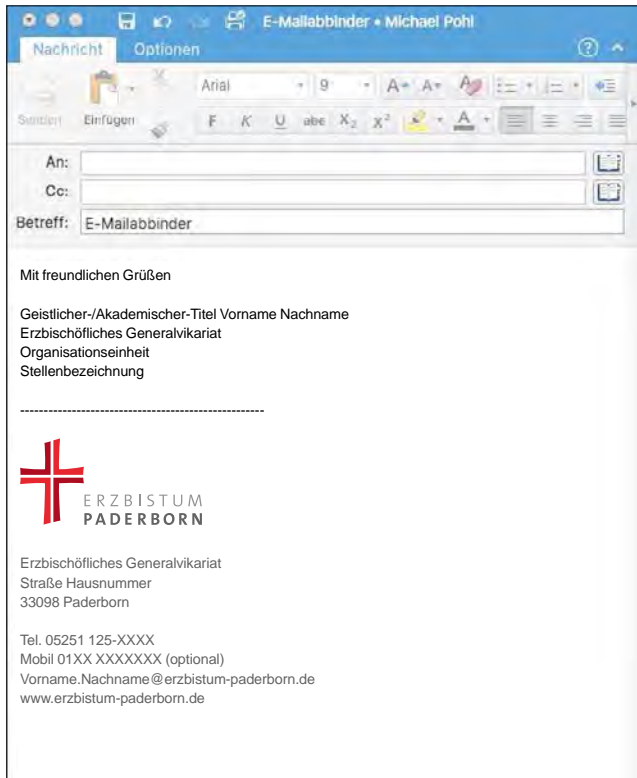 E-Mailabbinder • Michael Pohl
Nachricht Optionen
Arial 9 A A
Senden Einfügen F K U abc X2 X² A
An:
Cc:
Betreff: E-Mailabbinder
Mit freundlichen Grüßen
Geistlicher-/Akademischer-Titel Vorname Nachname
Erzbischöfliches Generalvikariat
Organisationseinheit
Stellenbezeichnung
----------------------------------------------------
ERZBISTUM
PADERBORN
Erzbischöfliches Generalvikariat
Straße Hausnummer
33098 Paderborn
Tel. 05251 125-XXXX
Mobil 01XX XXXXXXX (optional)
Vorname.Nachname@erzbistum-paderborn.de
www.erzbistum-paderborn.de